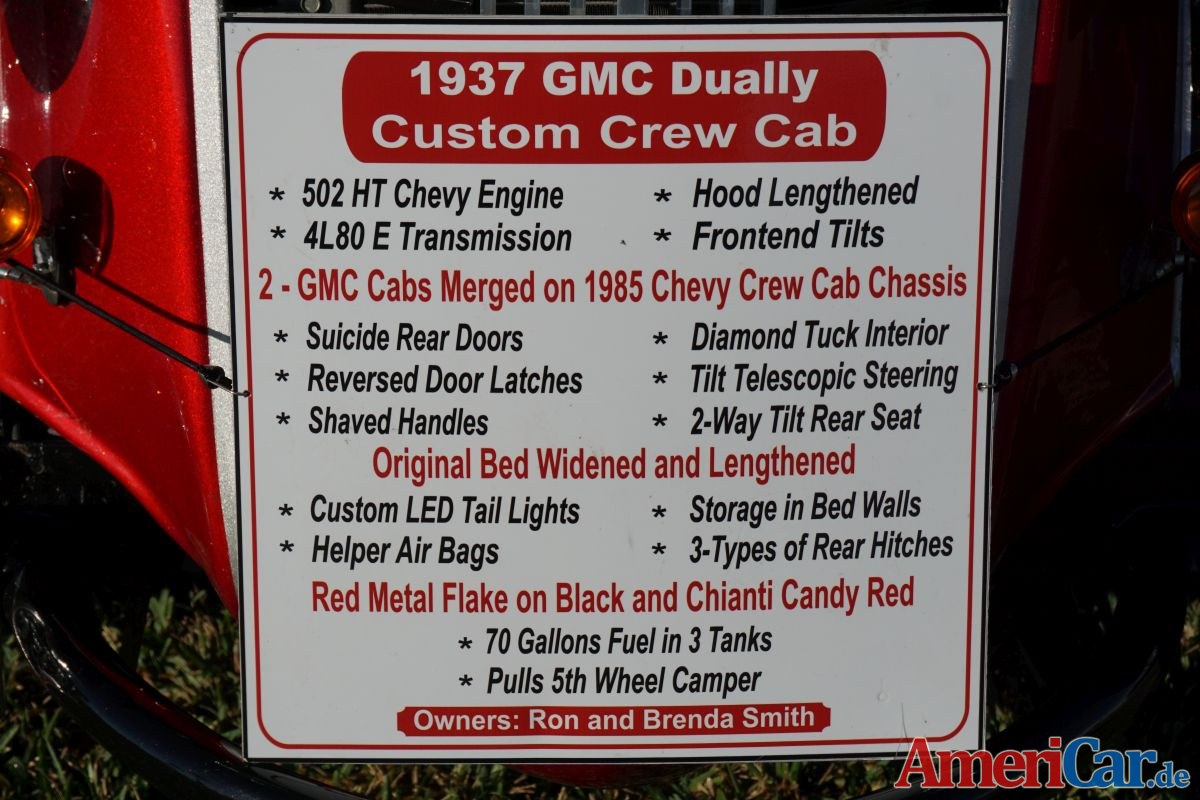 1937 GMC Dually
Custom Crew Cab
* 502 HT Chevy Engine * Hood Lengthened
* 4L80 E Transmission * Frontend Tilts
2 - GMC Cabs Merged on 1985 Chevy Crew Cab Chassis
* Suicide Rear Doors * Diamond Tuck Interior
* Reversed Door Latches * Tilt Telescopic Steering
* Shaved Handles * 2-Way Tilt Rear Seat
Original Bed Widened and Lengthened
* Custom LED Tail Lights * Storage in Bed Walls
* Helper Air Bags * 3-Types of Rear Hitches
Red Metal Flake on Black and Chianti Candy Red
* 70 Gallons Fuel in 3 Tanks
* Pulls 5th Wheel Camper
Owners: Ron and Brenda Smith
AmeriCar.de